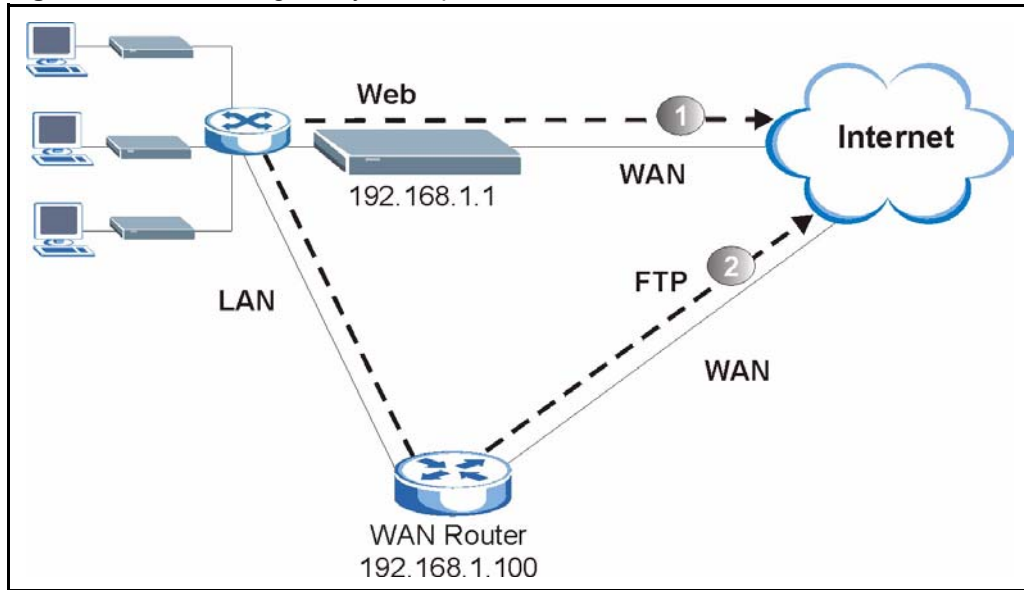 Web
1
Internet
192.168.1.1
WAN
2
FTP
LAN
WAN
WAN Router
192.168.1.100